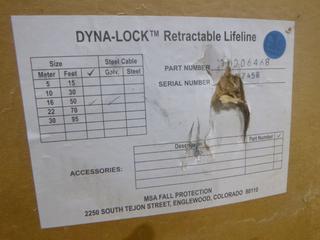 DYNA-LOCK™ Retractable Lifeline
Size Steel Cable
Meter Feet ✓ Galv. Steel
5 15
10 30
16 50 ✓ ✓
22 70
30 95
PART NUMBER
SERIAL NUMBER
Part Number ✓
Description
ACCESSORIES:
MSA FALL PROTECTION
2250 SOUTH TEJON STREET, ENGLEWOOD, COLORADO 80110